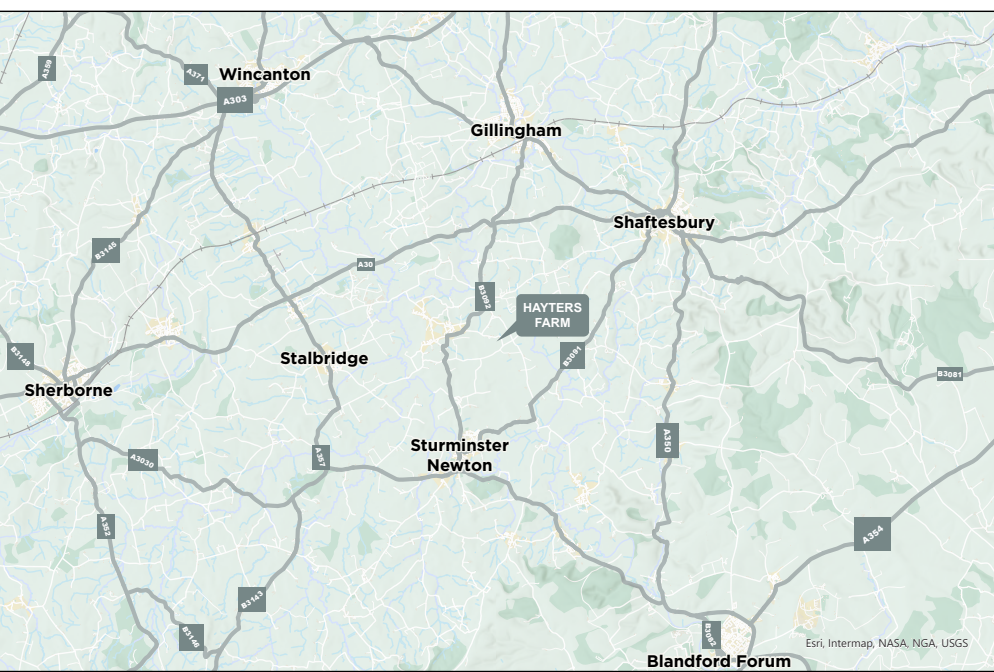 A359
A371
Wincanton
A303
Gillingham
Shaftesbury
B3145
A30
B3092
HAYTERS
FARM
B3148
Stalbridge
B3091
B3081
Sherborne
Sturminster
Newton
A350
A3030
A357
A352
A354
B3143
B3146
Esri, Intermap, NASA, NGA, USGS
Blandford Forum